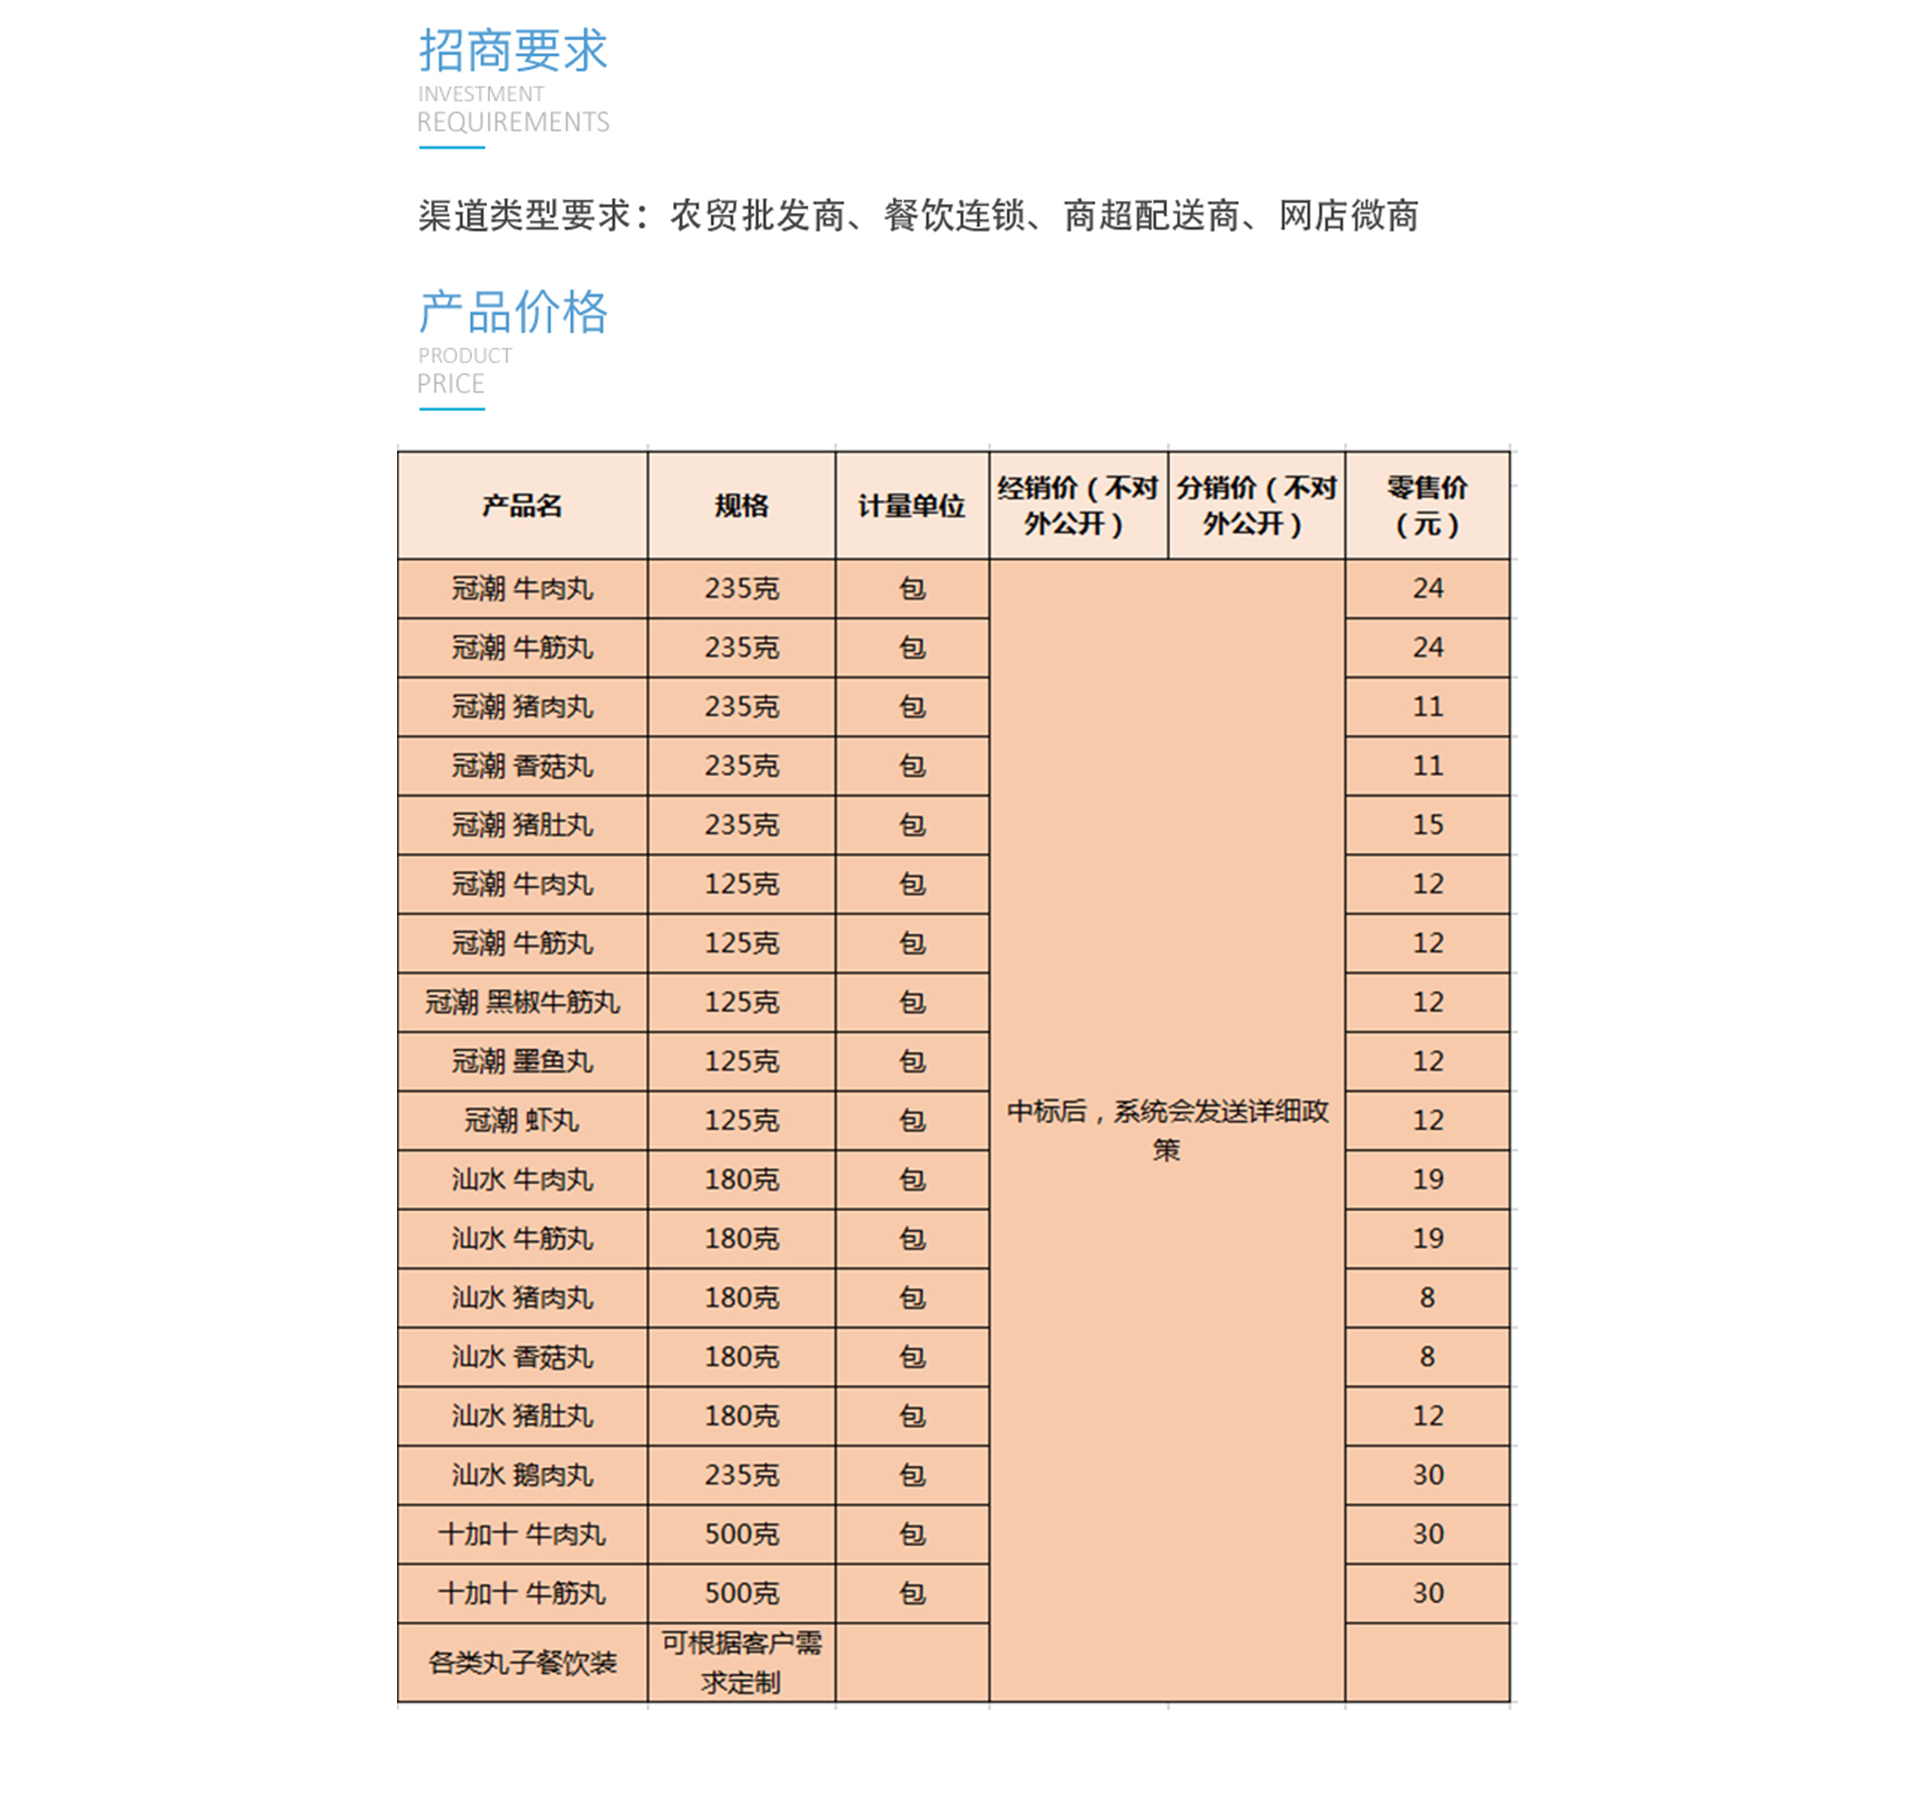 招商要求
INVESTMENT
REQUIREMENTS
渠道类型要求：农贸批发商、餐饮连锁、商超配送商、网店微商
产品价格
PRODUCT
PRICE
产品名 规格 计量单位 经销价（不对外公开） 分销价（不对外公开） 零售价（元）
冠潮 牛肉丸 235克 包 24
冠潮 牛筋丸 235克 包 24
冠潮 猪肉丸 235克 包 11
冠潮 香菇丸 235克 包 11
冠潮 猪肚丸 235克 包 15
冠潮 牛肉丸 125克 包 12
冠潮 牛筋丸 125克 包 12
冠潮 黑椒牛筋丸 125克 包 12
冠潮 墨鱼丸 125克 包 12
冠潮 虾丸 125克 包 12
中标后，系统会发送详细政策
汕水 牛肉丸 180克 包 19
汕水 牛筋丸 180克 包 19
汕水 猪肉丸 180克 包 8
汕水 香菇丸 180克 包 8
汕水 猪肚丸 180克 包 12
汕水 鹅肉丸 235克 包 30
十加十 牛肉丸 500克 包 30
十加十 牛筋丸 500克 包 30
各类丸子餐饮装 可根据客户需求定制